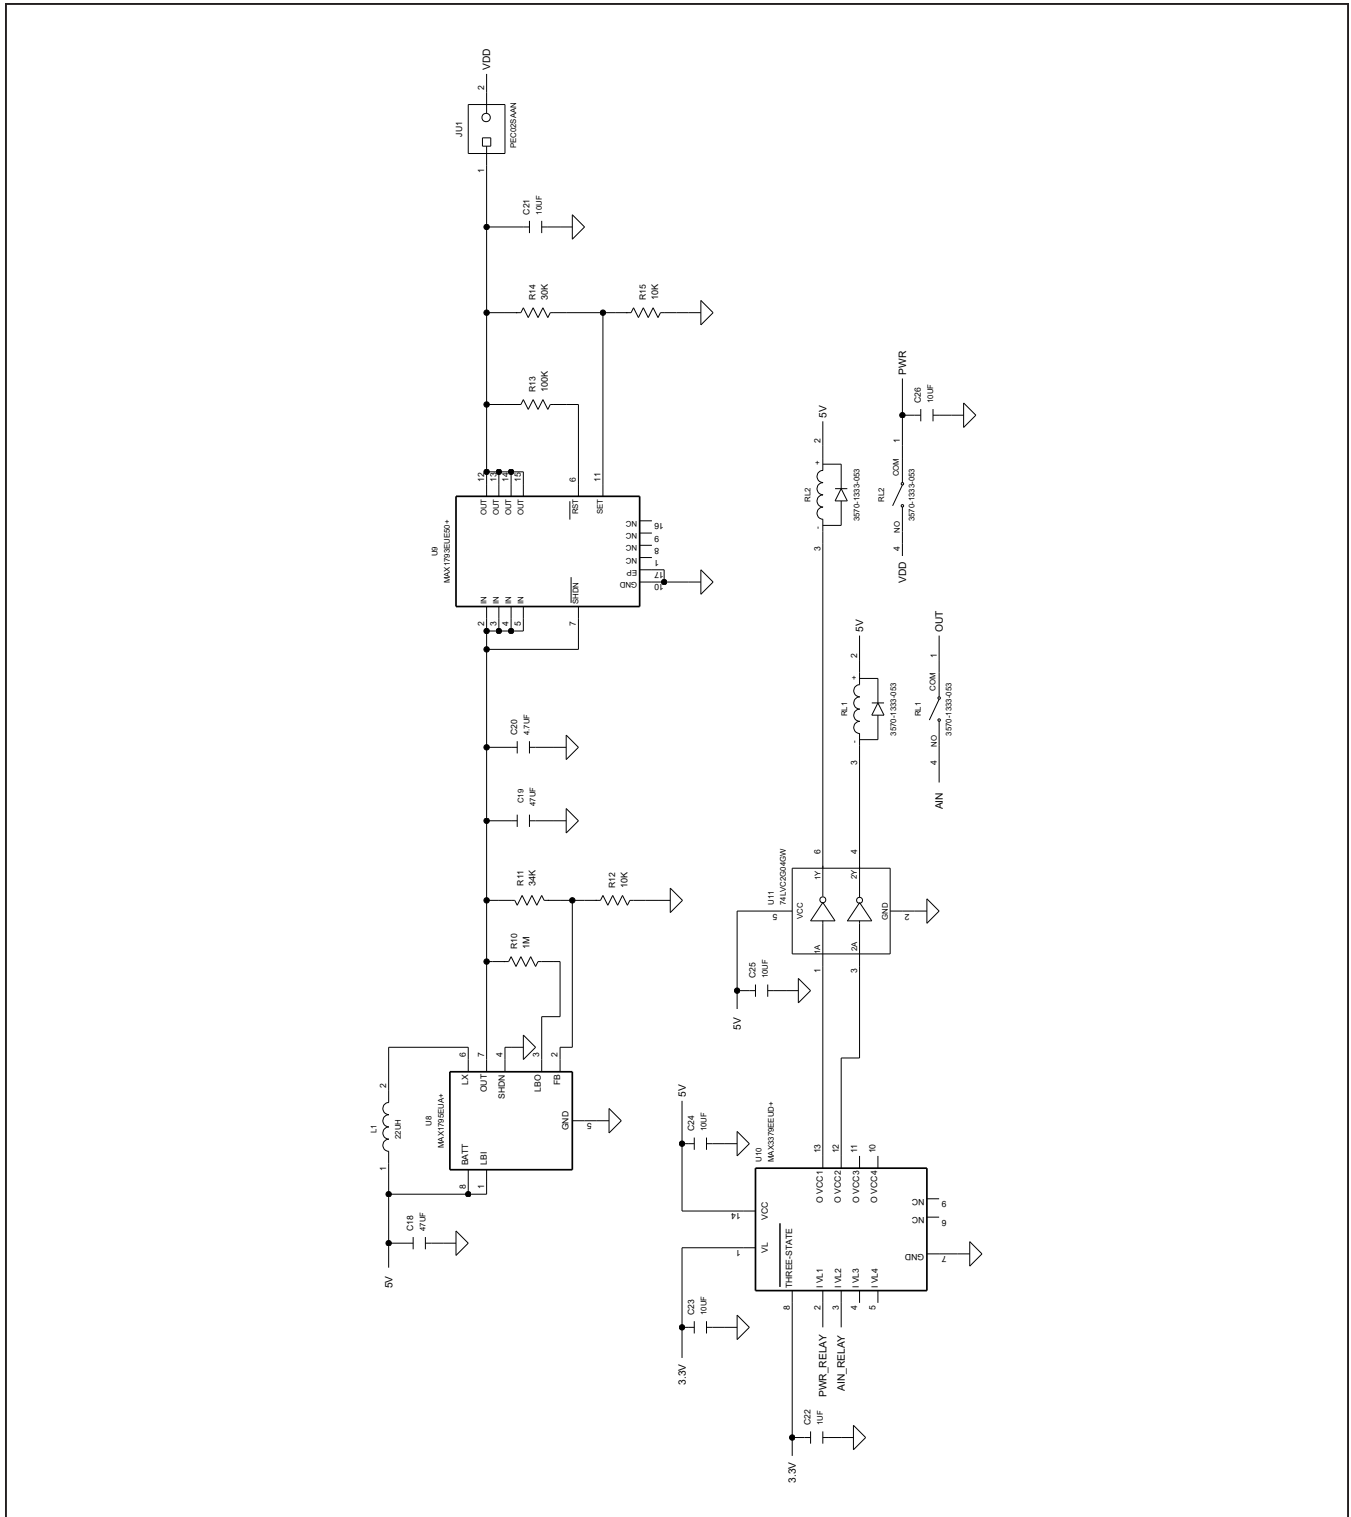 VDD
2
JU1
PEC02SAAN
1
C21
10UF
R14
30K
R15
10K
R13
100K
12
13
14
15
6
11
OUT
OUT
OUT
OUT
RST
SET
U9
MAX1793EUE50+
NC
16
NC
9
NC
8
NC
1
EP
17
GND
10
IN
IN
IN
IN
SHDN
2
3
4
5
7
C20
4.7UF
C19
47UF
R11
34K
R12
10K
R10
1M
6
7
4
3
2
LX
OUT
SHDN
LBO
FB
U8
MAX1795EUA+
GND
5
BATT
LBI
8
1
L1
22UH
2
1
C18
47UF
5V
5V
2
+
RL2
3570-1333-053
-
3
PWR
C26
10UF
1
COM
RL2
3570-1333-053
NO
4
VDD
5V
2
+
RL1
3570-1333-053
-
3
OUT
1
COM
RL1
3570-1333-053
NO
4
AIN
6
4
1Y
2Y
U11
74LVC2G04GW
VCC
5
GND
2
1A
2A
1
3
C25
10UF
5V
5V
C24
10UF
U10
MAX3379EEUD+
13
12
11
10
O VCC1
O VCC2
O VCC3
O VCC4
VCC
14
VL
1
NC
9
NC
6
GND
7
THREE-STATE
I VL1
I VL2
I VL3
I VL4
8
2
3
4
5
C23
10UF
3.3V
PWR_RELAY
AIN_RELAY
C22
1UF
3.3V